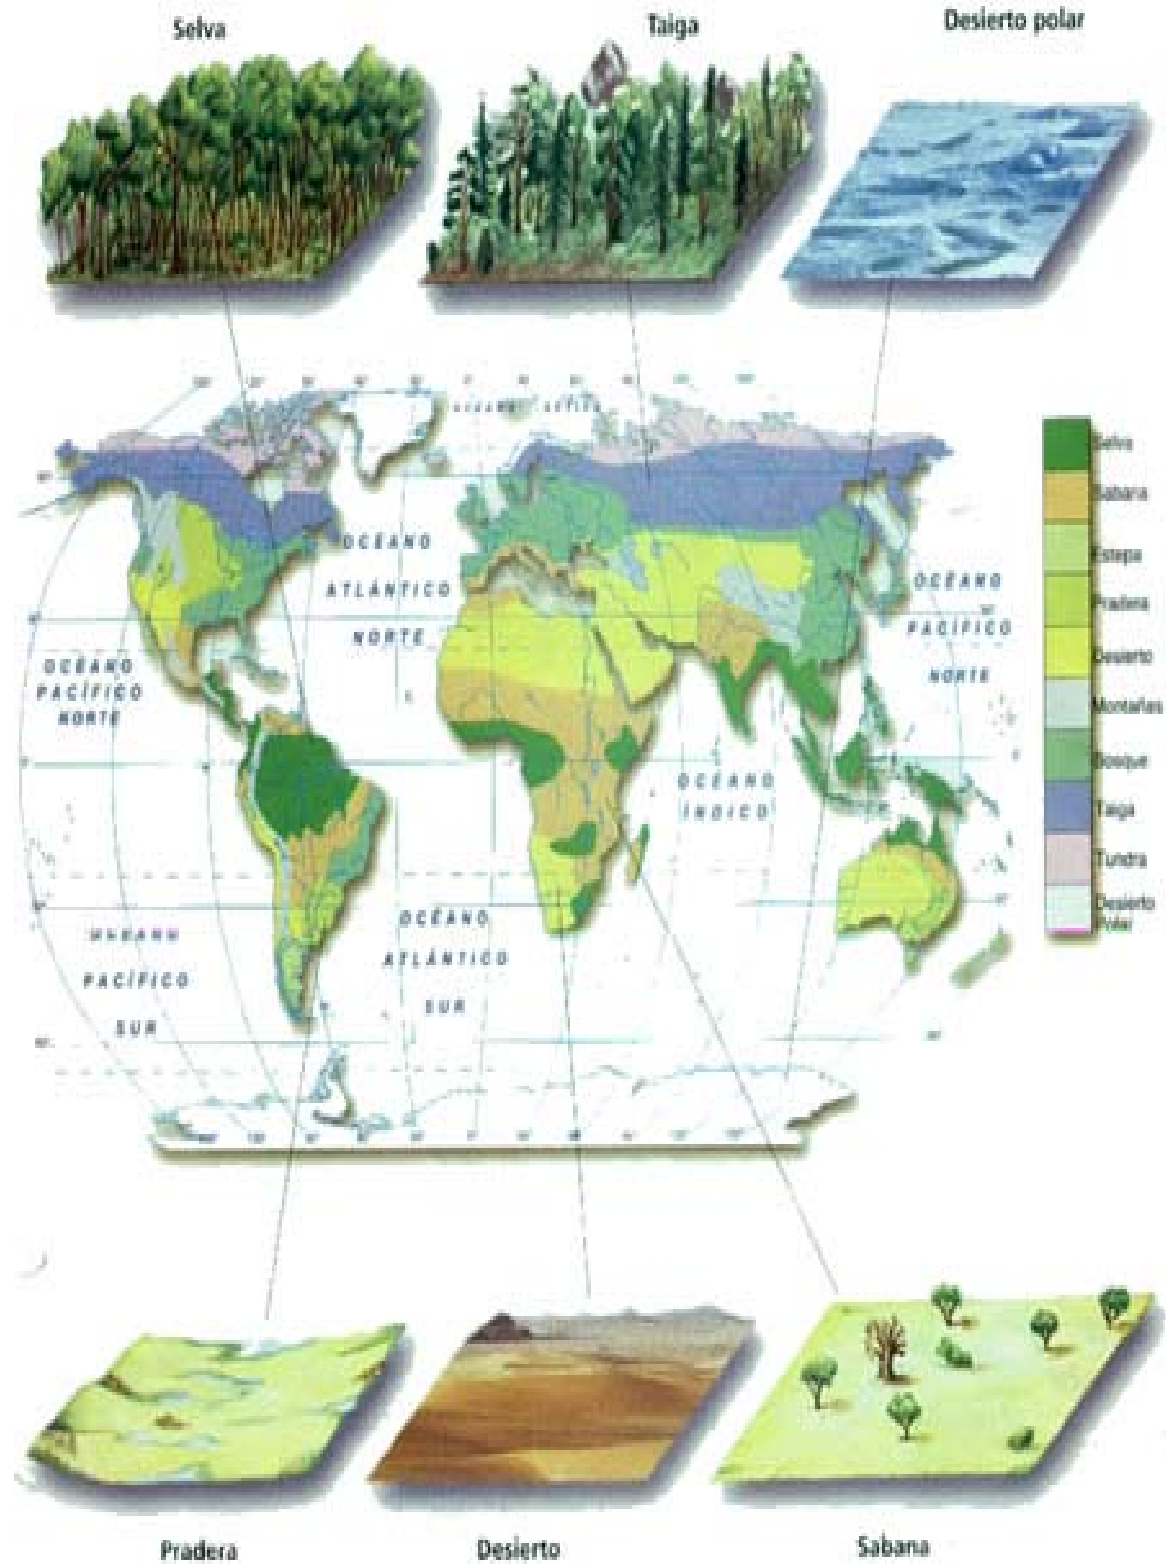 Selva
Taiga
Desierto polar
OCÉANO
ATLÁNTICO
NORTE
OCÉANO
PACÍFICO
NORTE
OCÉANO
PACÍFICO
NORTE
OCÉANO
ÍNDICO
OCÉANO
ATLÁNTICO
SUR
PACÍFICO
SUR
Selva
Sabana
Estepa
Pradera
Desierto
Montañas
Bosque
Taiga
Tundra
Desierto
Polar
Pradera
Desierto
Sabana